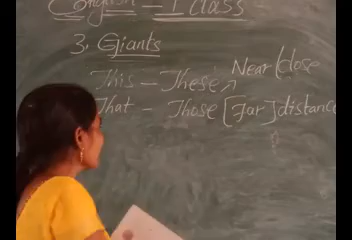 English - I Class
3. Giants
This - These Near/close
That - Those [Far] distance